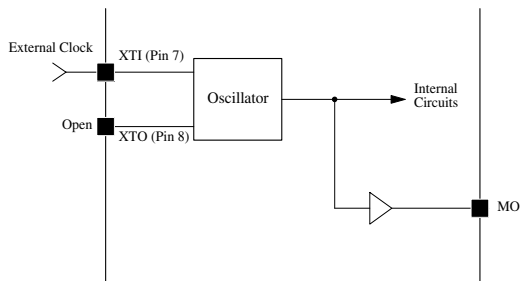 External Clock
XTI (Pin 7)
Open
XTO (Pin 8)
Oscillator
Internal
Circuits
MO